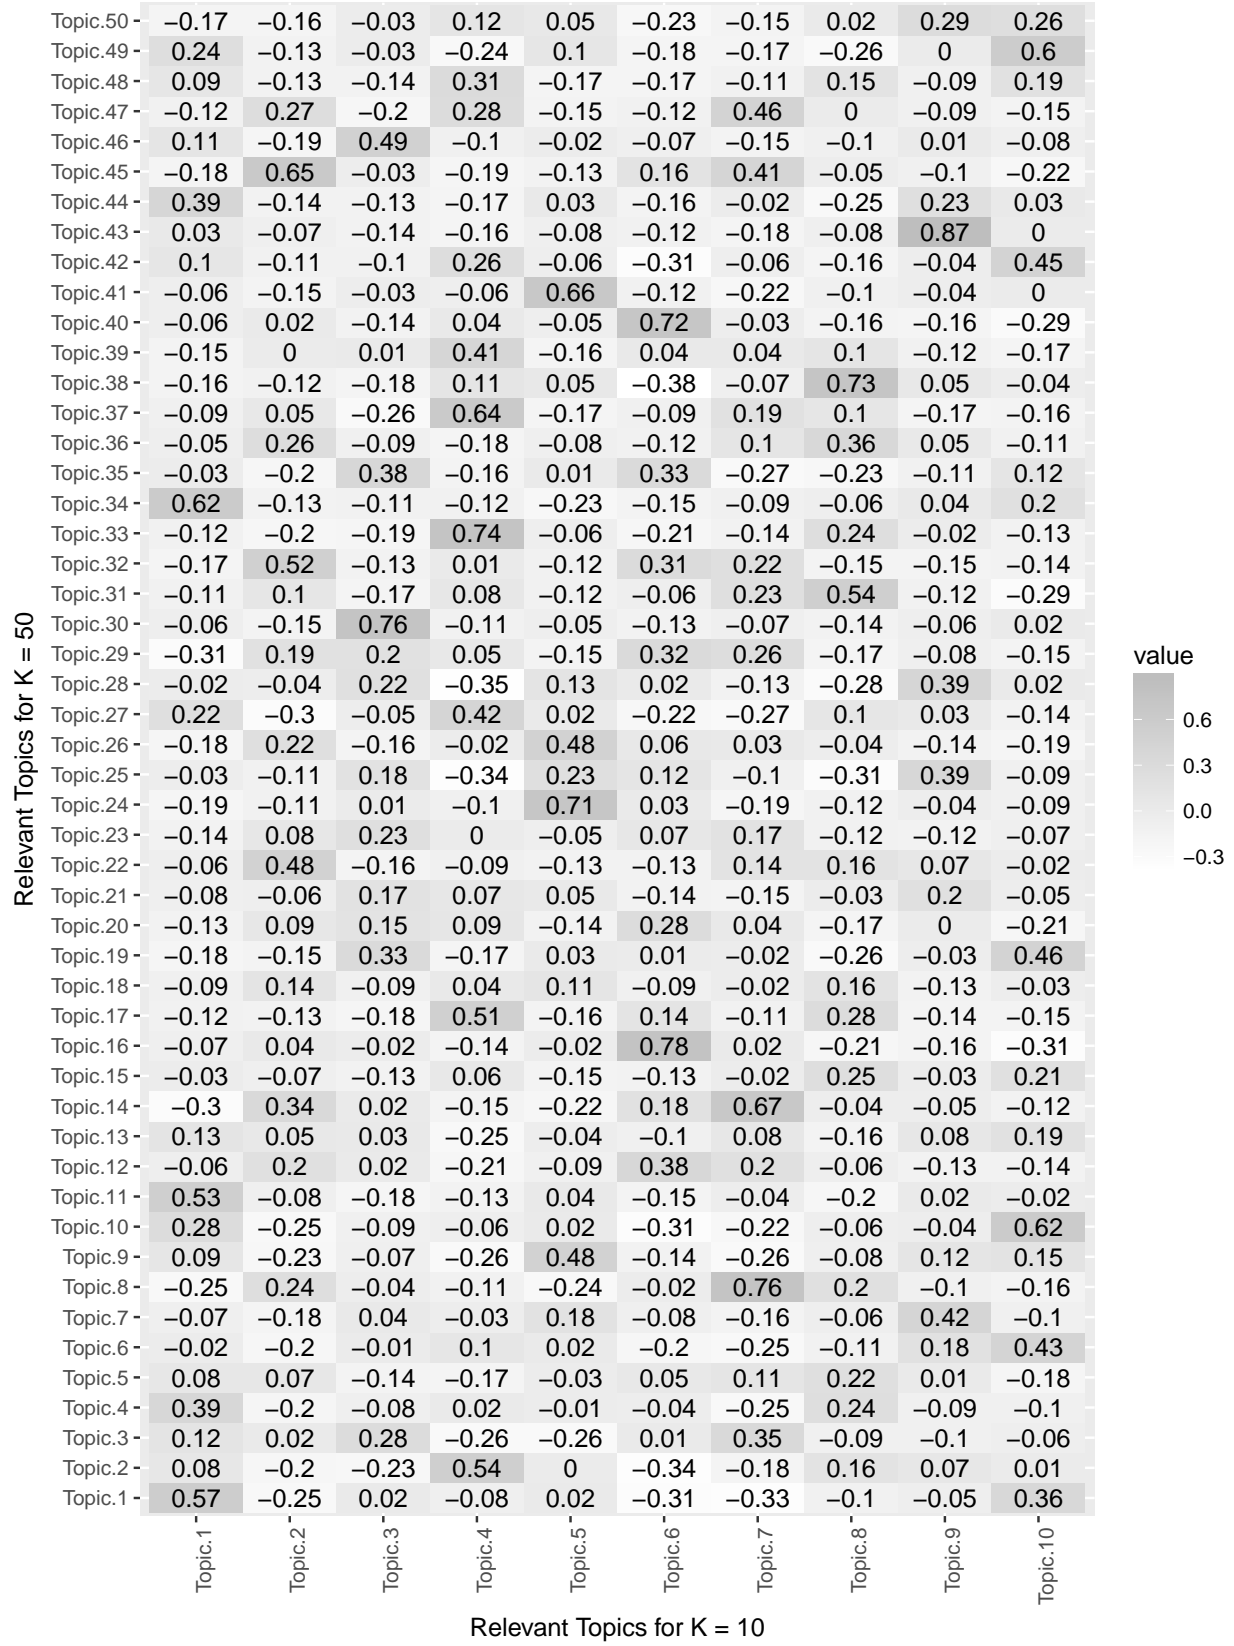 Topic.50 −0.17 −0.16 −0.03 0.12 0.05 −0.23 −0.15 0.02 0.29 0.26
Topic.49 0.24 −0.13 −0.03 −0.24 0.1 −0.18 −0.17 −0.26 0 0.6
Topic.48 0.09 −0.13 −0.14 0.31 −0.17 −0.17 −0.11 0.15 −0.09 0.19
Topic.47 −0.12 0.27 −0.2 0.28 −0.15 −0.12 0.46 0 −0.09 −0.15
Topic.46 0.11 −0.19 0.49 −0.1 −0.02 −0.07 −0.15 −0.1 0.01 −0.08
Topic.45 −0.18 0.65 −0.03 −0.19 −0.13 0.16 0.41 −0.05 −0.1 −0.22
Topic.44 0.39 −0.14 −0.13 −0.17 0.03 −0.16 −0.02 −0.25 0.23 0.03
Topic.43 0.03 −0.07 −0.14 −0.16 −0.08 −0.12 −0.18 −0.08 0.87 0
Topic.42 0.1 −0.11 −0.1 0.26 −0.06 −0.31 −0.06 −0.16 −0.04 0.45
Topic.41 −0.06 −0.15 −0.03 −0.06 0.66 −0.12 −0.22 −0.1 −0.04 0
Topic.40 −0.06 0.02 −0.14 0.04 −0.05 0.72 −0.03 −0.16 −0.16 −0.29
Topic.39 −0.15 0 0.01 0.41 −0.16 0.04 0.04 0.1 −0.12 −0.17
Topic.38 −0.16 −0.12 −0.18 0.11 0.05 −0.38 −0.07 0.73 0.05 −0.04
Topic.37 −0.09 0.05 −0.26 0.64 −0.17 −0.09 0.19 0.1 −0.17 −0.16
Topic.36 −0.05 0.26 −0.09 −0.18 −0.08 −0.12 0.1 0.36 0.05 −0.11
Topic.35 −0.03 −0.2 0.38 −0.16 0.01 0.33 −0.27 −0.23 −0.11 0.12
Topic.34 0.62 −0.13 −0.11 −0.12 −0.23 −0.15 −0.09 −0.06 0.04 0.2
Topic.33 −0.12 −0.2 −0.19 0.74 −0.06 −0.21 −0.14 0.24 −0.02 −0.13
Topic.32 −0.17 0.52 −0.13 0.01 −0.12 0.31 0.22 −0.15 −0.15 −0.14
Topic.31 −0.11 0.1 −0.17 0.08 −0.12 −0.06 0.23 0.54 −0.12 −0.29
Topic.30 −0.06 −0.15 0.76 −0.11 −0.05 −0.13 −0.07 −0.14 −0.06 0.02
Topic.29 −0.31 0.19 0.2 0.05 −0.15 0.32 0.26 −0.17 −0.08 −0.15
Topic.28 −0.02 −0.04 0.22 −0.35 0.13 0.02 −0.13 −0.28 0.39 0.02
Topic.27 0.22 −0.3 −0.05 0.42 0.02 −0.22 −0.27 0.1 0.03 −0.14
Topic.26 −0.18 0.22 −0.16 −0.02 0.48 0.06 0.03 −0.04 −0.14 −0.19
Topic.25 −0.03 −0.11 0.18 −0.34 0.23 0.12 −0.1 −0.31 0.39 −0.09
Topic.24 −0.19 −0.11 0.01 −0.1 0.71 0.03 −0.19 −0.12 −0.04 −0.09
Topic.23 −0.14 0.08 0.23 0 −0.05 0.07 0.17 −0.12 −0.12 −0.07
Topic.22 −0.06 0.48 −0.16 −0.09 −0.13 −0.13 0.14 0.16 0.07 −0.02
Topic.21 −0.08 −0.06 0.17 0.07 0.05 −0.14 −0.15 −0.03 0.2 −0.05
Topic.20 −0.13 0.09 0.15 0.09 −0.14 0.28 0.04 −0.17 0 −0.21
Topic.19 −0.18 −0.15 0.33 −0.17 0.03 0.01 −0.02 −0.26 −0.03 0.46
Topic.18 −0.09 0.14 −0.09 0.04 0.11 −0.09 −0.02 0.16 −0.13 −0.03
Topic.17 −0.12 −0.13 −0.18 0.51 −0.16 0.14 −0.11 0.28 −0.14 −0.15
Topic.16 −0.07 0.04 −0.02 −0.14 −0.02 0.78 0.02 −0.21 −0.16 −0.31
Topic.15 −0.03 −0.07 −0.13 0.06 −0.15 −0.13 −0.02 0.25 −0.03 0.21
Topic.14 −0.3 0.34 0.02 −0.15 −0.22 0.18 0.67 −0.04 −0.05 −0.12
Topic.13 0.13 0.05 0.03 −0.25 −0.04 −0.1 0.08 −0.16 0.08 0.19
Topic.12 −0.06 0.2 0.02 −0.21 −0.09 0.38 0.2 −0.06 −0.13 −0.14
Topic.11 0.53 −0.08 −0.18 −0.13 0.04 −0.15 −0.04 −0.2 0.02 −0.02
Topic.10 0.28 −0.25 −0.09 −0.06 0.02 −0.31 −0.22 −0.06 −0.04 0.62
Topic.9 0.09 −0.23 −0.07 −0.26 0.48 −0.14 −0.26 −0.08 0.12 0.15
Topic.8 −0.25 0.24 −0.04 −0.11 −0.24 −0.02 0.76 0.2 −0.1 −0.16
Topic.7 −0.07 −0.18 0.04 −0.03 0.18 −0.08 −0.16 −0.06 0.42 −0.1
Topic.6 −0.02 −0.2 −0.01 0.1 0.02 −0.2 −0.25 −0.11 0.18 0.43
Topic.5 0.08 0.07 −0.14 −0.17 −0.03 0.05 0.11 0.22 0.01 −0.18
Topic.4 0.39 −0.2 −0.08 0.02 −0.01 −0.04 −0.25 0.24 −0.09 −0.1
Topic.3 0.12 0.02 0.28 −0.26 −0.26 0.01 0.35 −0.09 −0.1 −0.06
Topic.2 0.08 −0.2 −0.23 0.54 0 −0.34 −0.18 0.16 0.07 0.01
Topic.1 0.57 −0.25 0.02 −0.08 0.02 −0.31 −0.33 −0.1 −0.05 0.36
Topic.1 Topic.2 Topic.3 Topic.4 Topic.5 Topic.6 Topic.7 Topic.8 Topic.9 Topic.10
Relevant Topics for K = 10
Relevant Topics for K = 50
value
0.6
0.3
0.0
−0.3